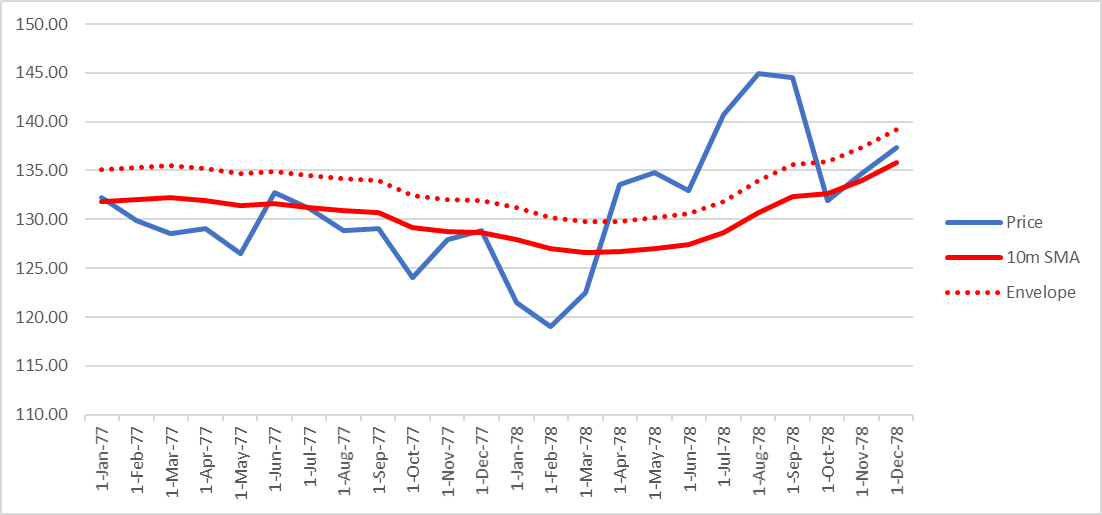 150.00
145.00
140.00
135.00
130.00
125.00
120.00
115.00
110.00
1-Jan-77
1-Feb-77
1-Mar-77
1-Apr-77
1-May-77
1-Jun-77
1-Jul-77
1-Aug-77
1-Sep-77
1-Oct-77
1-Nov-77
1-Dec-77
1-Jan-78
1-Feb-78
1-Mar-78
1-Apr-78
1-May-78
1-Jun-78
1-Jul-78
1-Aug-78
1-Sep-78
1-Oct-78
1-Nov-78
1-Dec-78
Price
10m SMA
Envelope